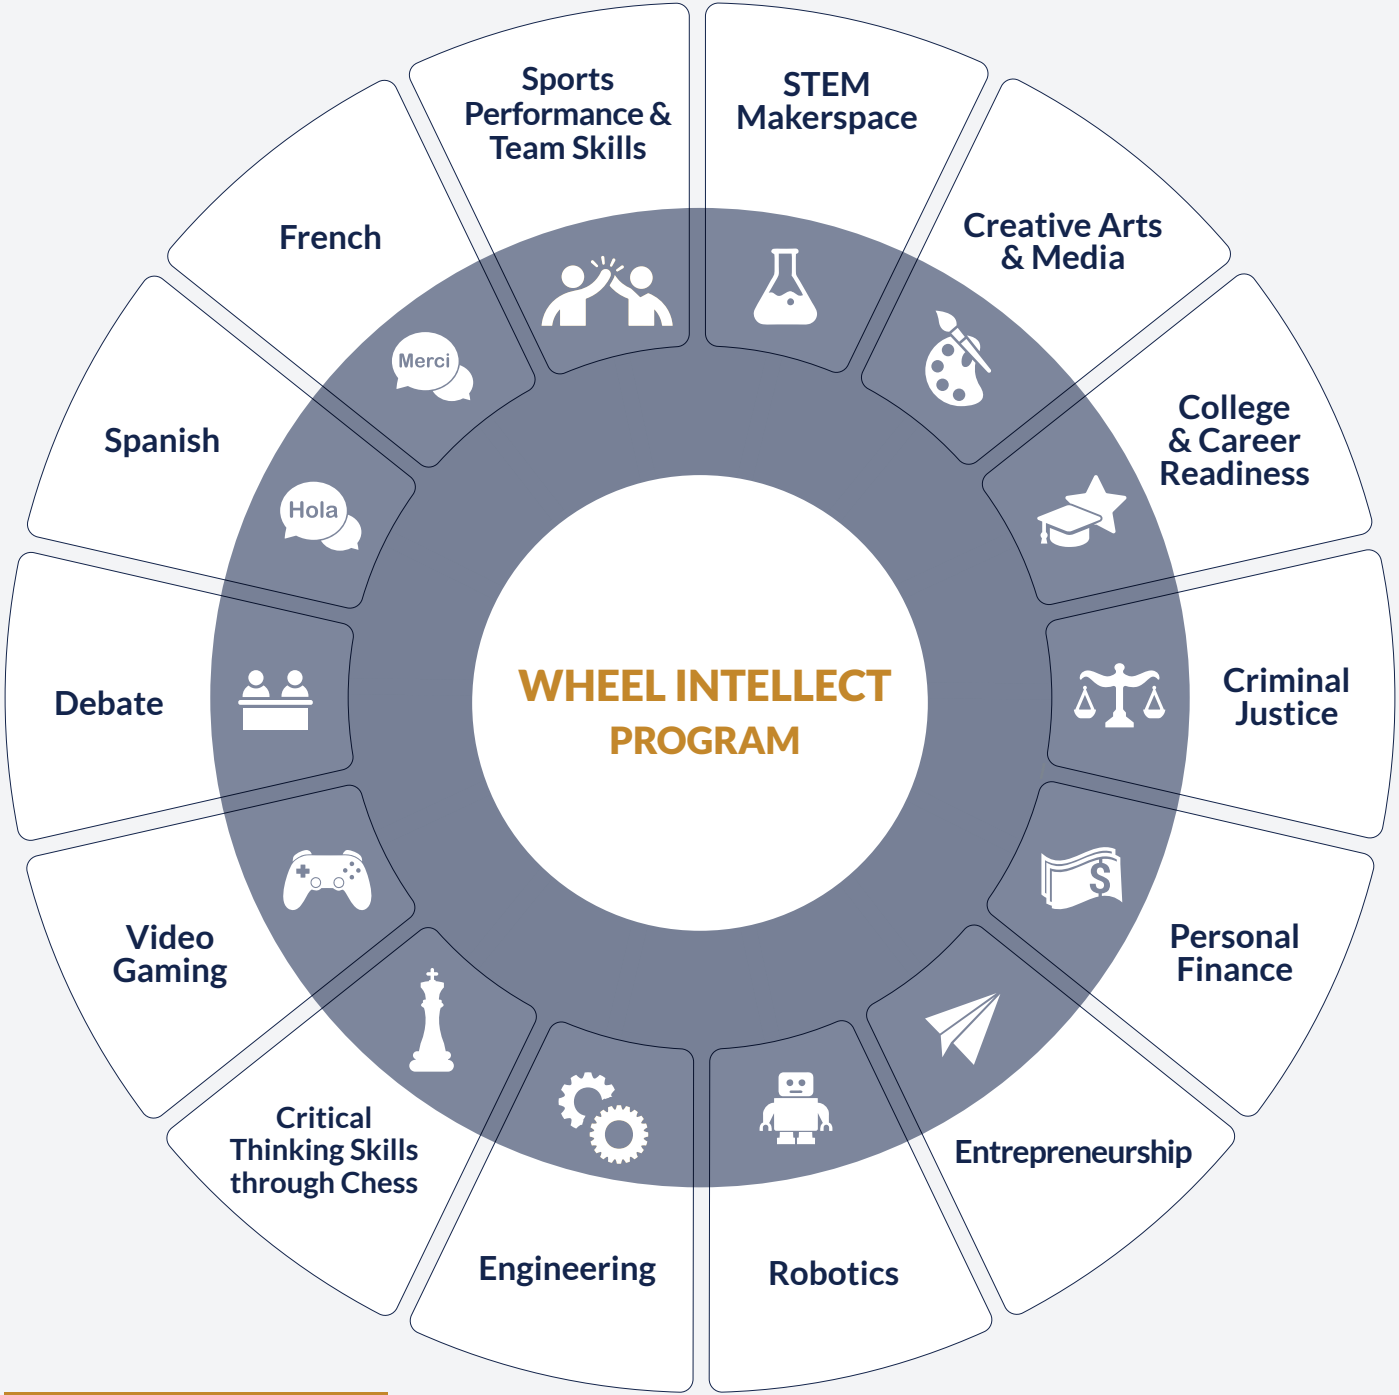 Sports
Performance &
Team Skills
STEM
Makerspace
Creative Arts
& Media
College
& Career
Readiness
Criminal
Justice
Personal
Finance
Entrepreneurship
Robotics
Engineering
Critical
Thinking Skills
through Chess
Video
Gaming
Debate
Spanish
French
Merci
Hola
$
WHEEL INTELLECT
PROGRAM